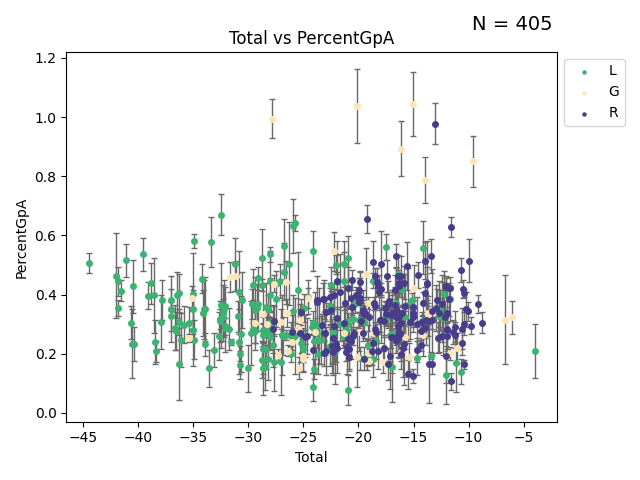 N = 405
Total vs PercentGpA
L
G
R
PercentGpA
1.2
1.0
0.8
0.6
0.4
0.2
0.0
−45 −40 −35 −30 −25 −20 −15 −10 −5
Total